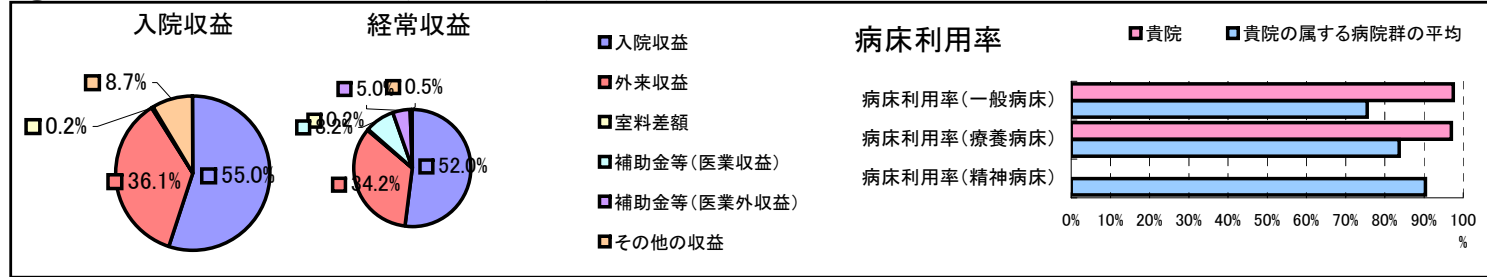 入院収益
8.7%
0.2%
36.1%
55.0%
経常収益
5.0%
0.5%
0.2%
8.2%
34.2%
52.0%
入院収益
外来収益
室料差額
補助金等(医業収益)
補助金等(医業外収益)
その他の収益
病床利用率
貴院
貴院の属する病院群の平均
病床利用率(一般病床)
病床利用率(療養病床)
病床利用率(精神病床)
0% 10% 20% 30% 40% 50% 60% 70% 80% 90% 100
%